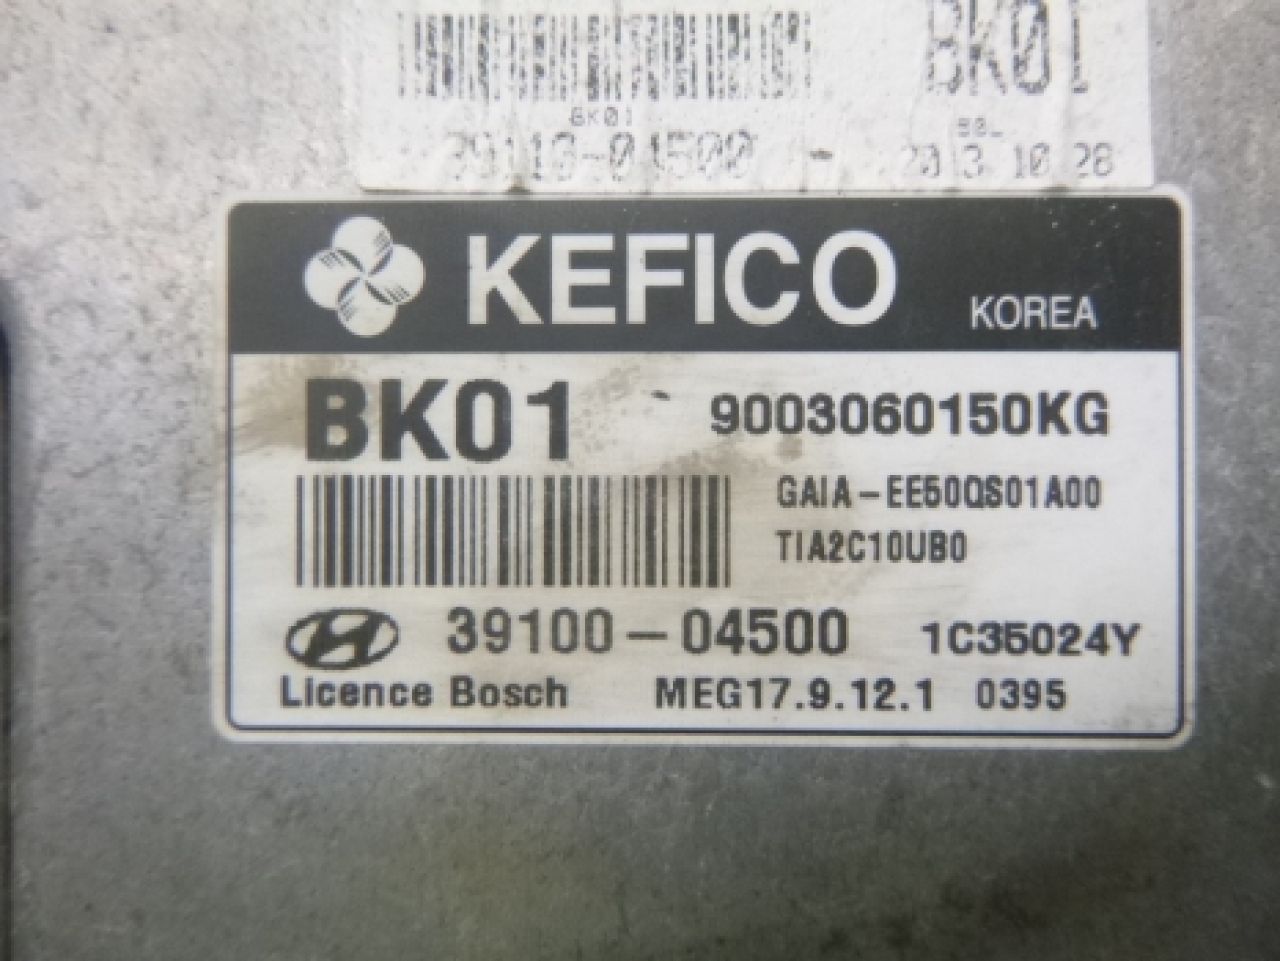 BK01
BK01
39110-04500 - 2013 10 28
KEFICO KOREA
BK01 9003060150KG
GAIA-EE50QS01A00
TIA2C10UB0
39100-04500 1C35024Y
Licence Bosch MEG17.9.12.1 0395